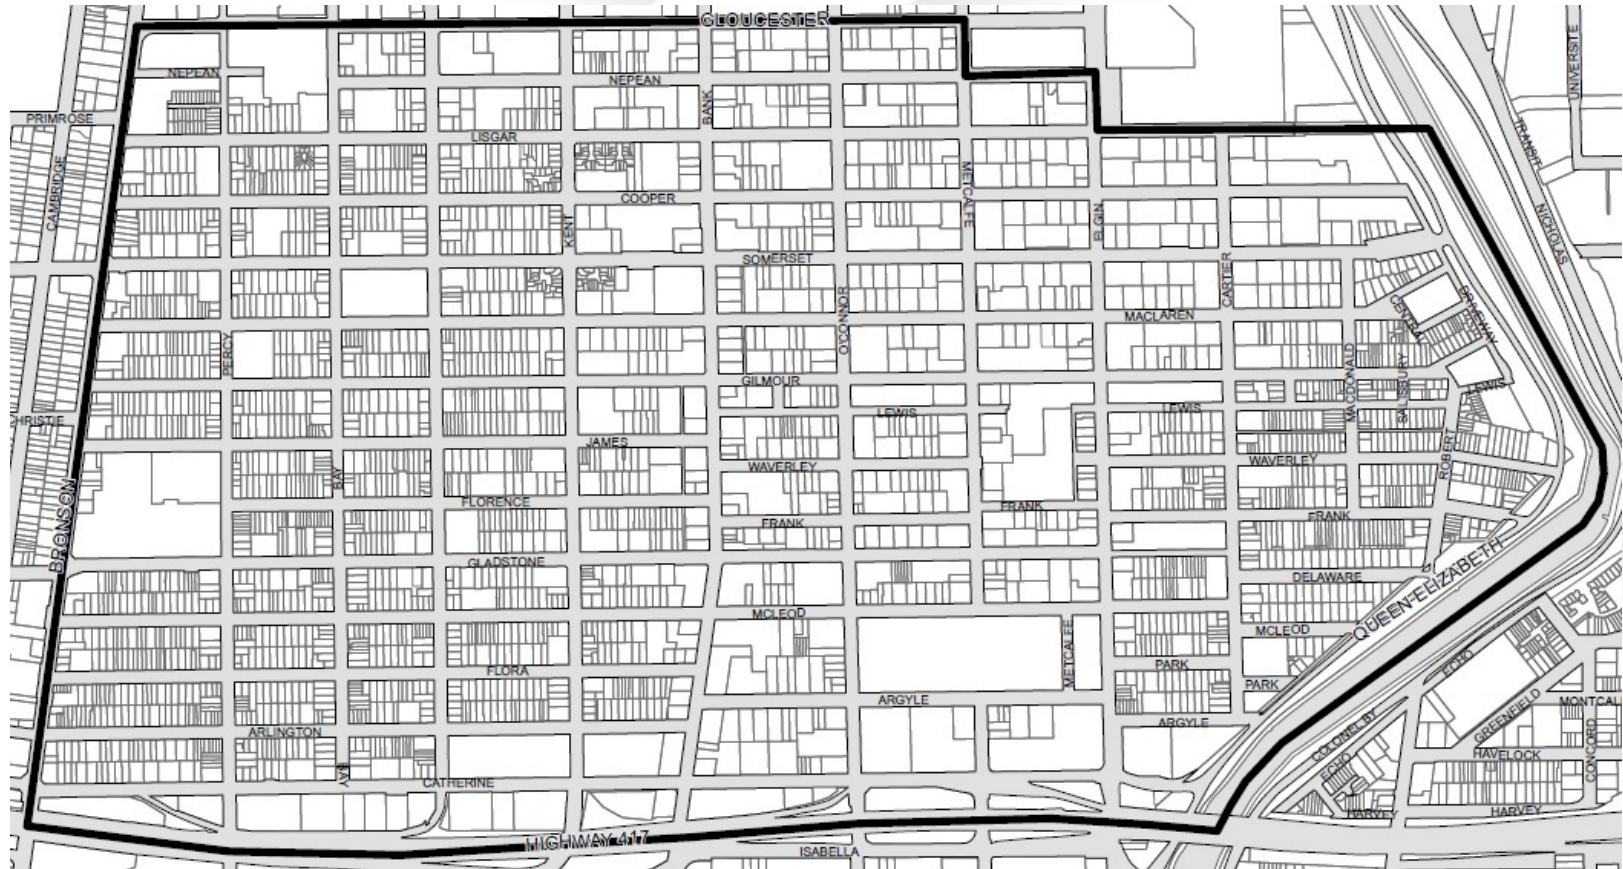 GLOUCESTER
UNIVERSITE
NEPEAN
NEPEAN
BANK
PRIMROSE
LISGAR
TRANSIT
CAMBRIDGE
METCALFE
COOPER
KENT
ELGIN
NICHOLAS
SOMERSET
CARTIER
O'CONNOR
MACLAREN
CENTRAL
DRIVEWAY
PERCY
GILMOUR
MACDONALD
SALISBURY
LEWIS
LEWIS
LEWIS
CHRISTIE
JAMES
WAVERLEY
WAVERLEY
ROBERT
BAY
BRONSON
FLORENCE
FRANK
FRANK
FRANK
GLADSTONE
DELAWARE
QUEEN ELIZABETH
MCLEOD
MCLEOD
METCALFE
FLORA
PARK
PARK
ECHO
ARGYLE
ARGYLE
GREENFIELD
MONTCAL
ARLINGTON
COLONEL BY
HAVELOCK
CONCORD
BAY
CATHERINE
ECHO
HARVEY
HARVEY
HIGHWAY 417
ISABELLA